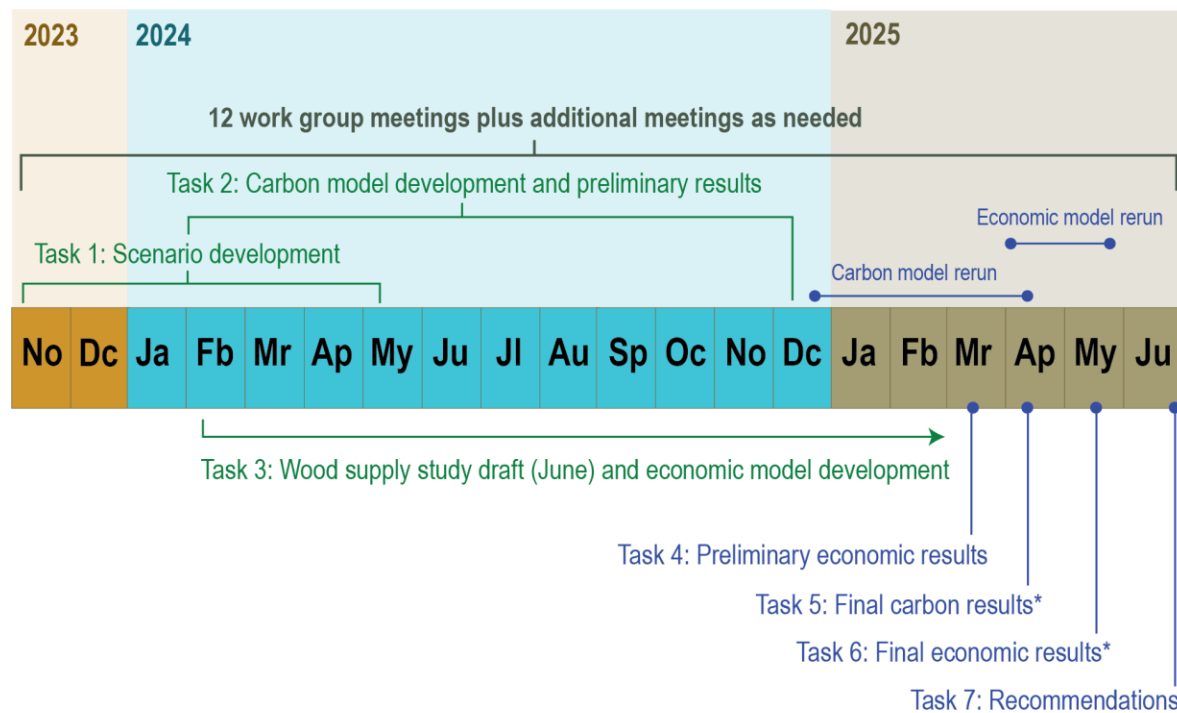 2023 2024 2025
12 work group meetings plus additional meetings as needed
Task 2: Carbon model development and preliminary results
Economic model rerun
Task 1: Scenario development
Carbon model rerun
No Dc Ja Fb Mr Ap My Ju Jl Au Sp Oc No Dc Ja Fb Mr Ap My Ju
Task 3: Wood supply study draft (June) and economic model development
Task 4: Preliminary economic results
Task 5: Final carbon results*
Task 6: Final economic results*
Task 7: Recommendations